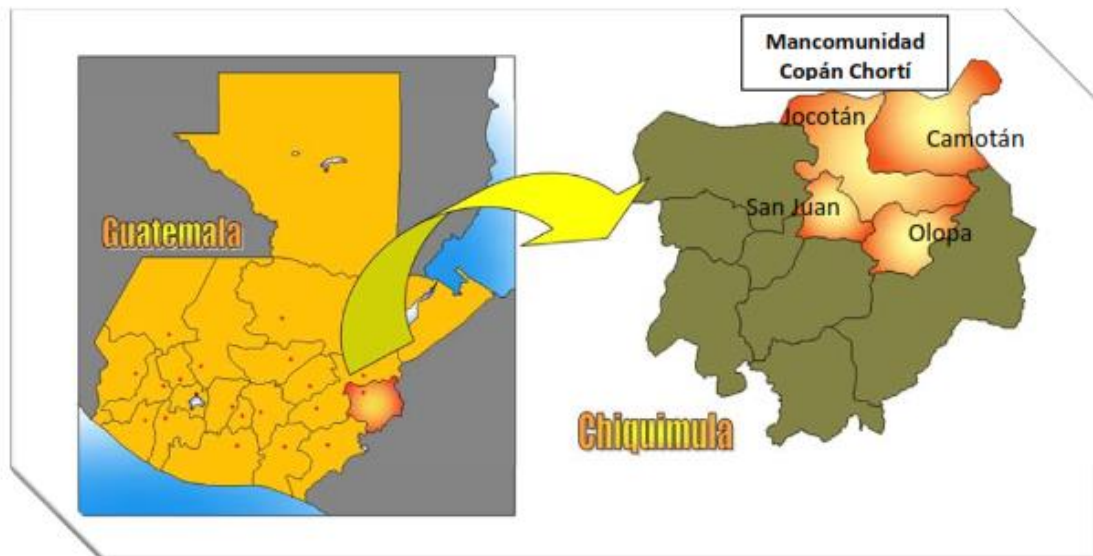 Mancomunidad
Copán Chortí
Jocotán
Camotán
San Juan
Olopa
Guatemala
Chiquimula